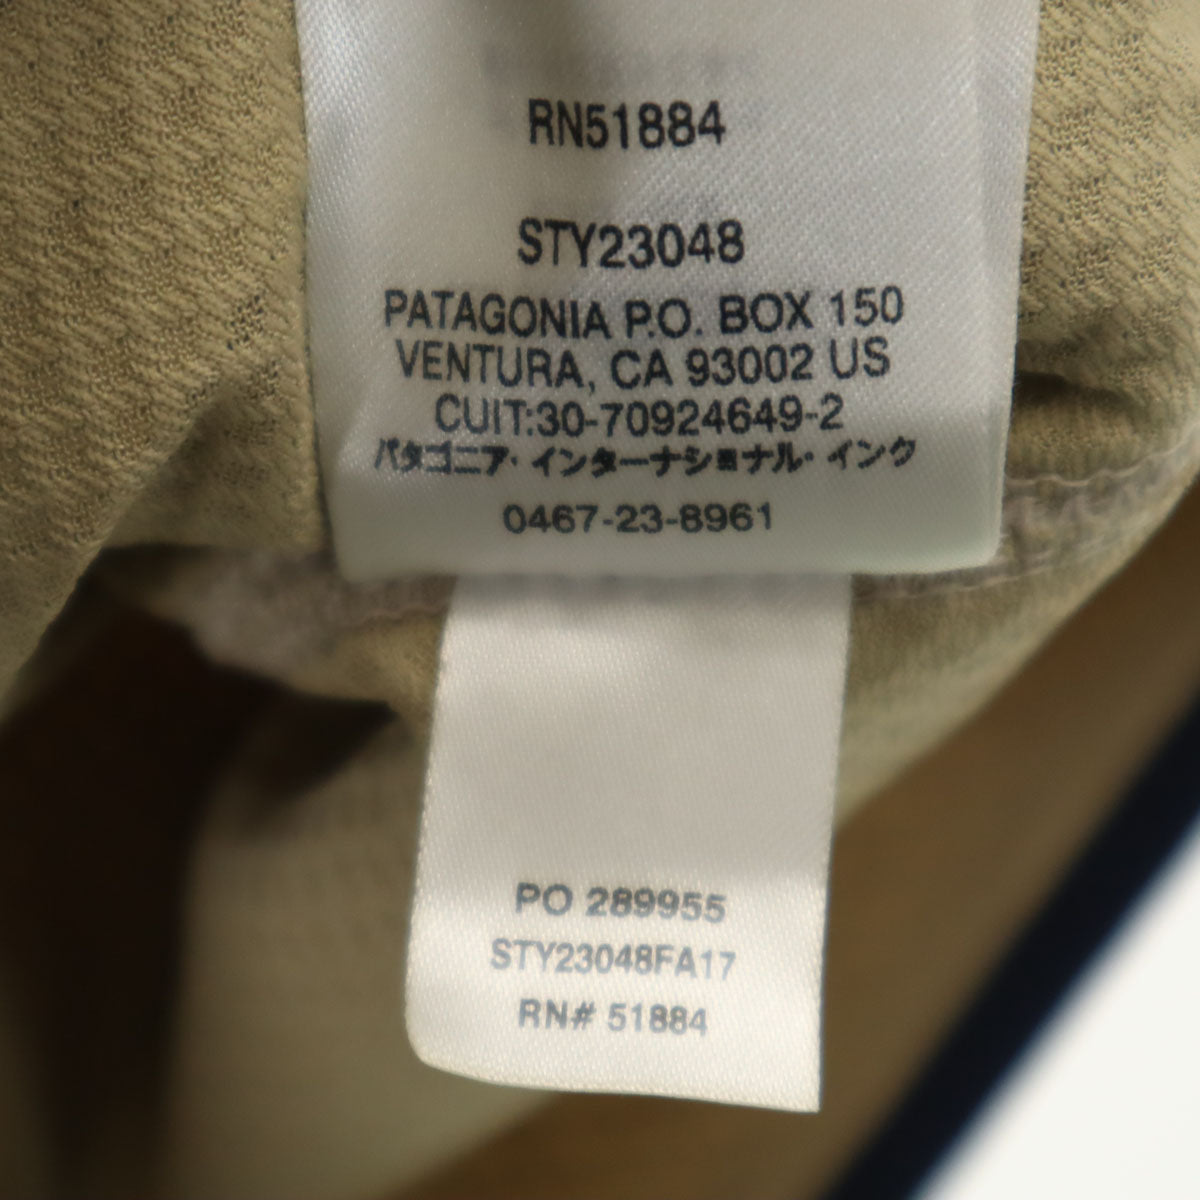 RN51884
STY23048
PATAGONIA P.O. BOX 150
VENTURA, CA 93002 US
CUIT:30-70924649-2
パタゴニア・インターナショナル・インク
0467-23-8961
PO 289955
STY23048FA17
RN# 51884